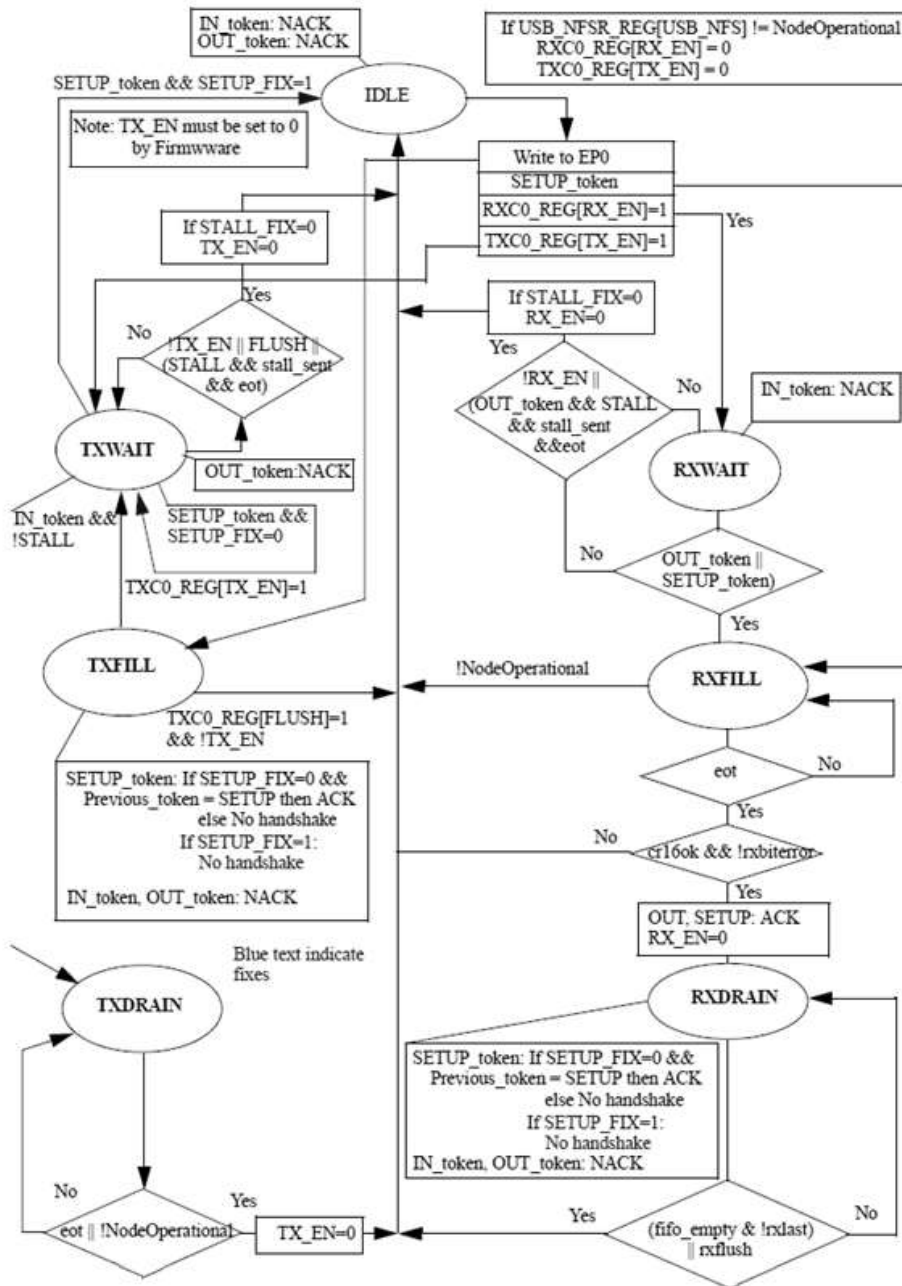 IN_token: NACK
OUT_token: NACK
If USB_NFSR_REG[USB_NFS] != NodeOperational
RXC0_REG[RX_EN] = 0
TXC0_REG[TX_EN] = 0
SETUP_token && SETUP_FIX=1
IDLE
Note: TX_EN must be set to 0
by Firmwware
Write to EP0
SETUP_token
RXC0_REG[RX_EN]=1
TXC0_REG[TX_EN]=1
Yes
If STALL_FIX=0
TX_EN=0
Yes
No
!TX_EN || FLUSH ||
(STALL && stall_sent
&& eot)
If STALL_FIX=0
RX_EN=0
Yes
No
!RX_EN ||
(OUT_token && STALL
&& stall_sent
&&eot
IN_token: NACK
TXWAIT
OUT_token:NACK
RXWAIT
IN_token &&
!STALL
SETUP_token &&
SETUP_FIX=0
TXC0_REG[TX_EN]=1
No
OUT_token ||
SETUP_token)
Yes
TXFILL
!NodeOperational
RXFILL
TXC0_REG[FLUSH]=1
&& !TX_EN
eot
No
Yes
SETUP_token: If SETUP_FIX=0 &&
Previous_token = SETUP then ACK
else No handshake
If SETUP_FIX=1:
No handshake
IN_token, OUT_token: NACK
No
cr16ok && !rxbiterror
Yes
OUT, SETUP: ACK
RX_EN=0
Blue text indicate
fixes
TXDRAIN
RXDRAIN
SETUP_token: If SETUP_FIX=0 &&
Previous_token = SETUP then ACK
else No handshake
If SETUP_FIX=1:
No handshake
IN_token, OUT_token: NACK
No
eot || !NodeOperational
Yes
TX_EN=0
Yes
(fifo_empty & !rxlast)
|| rxflush
No